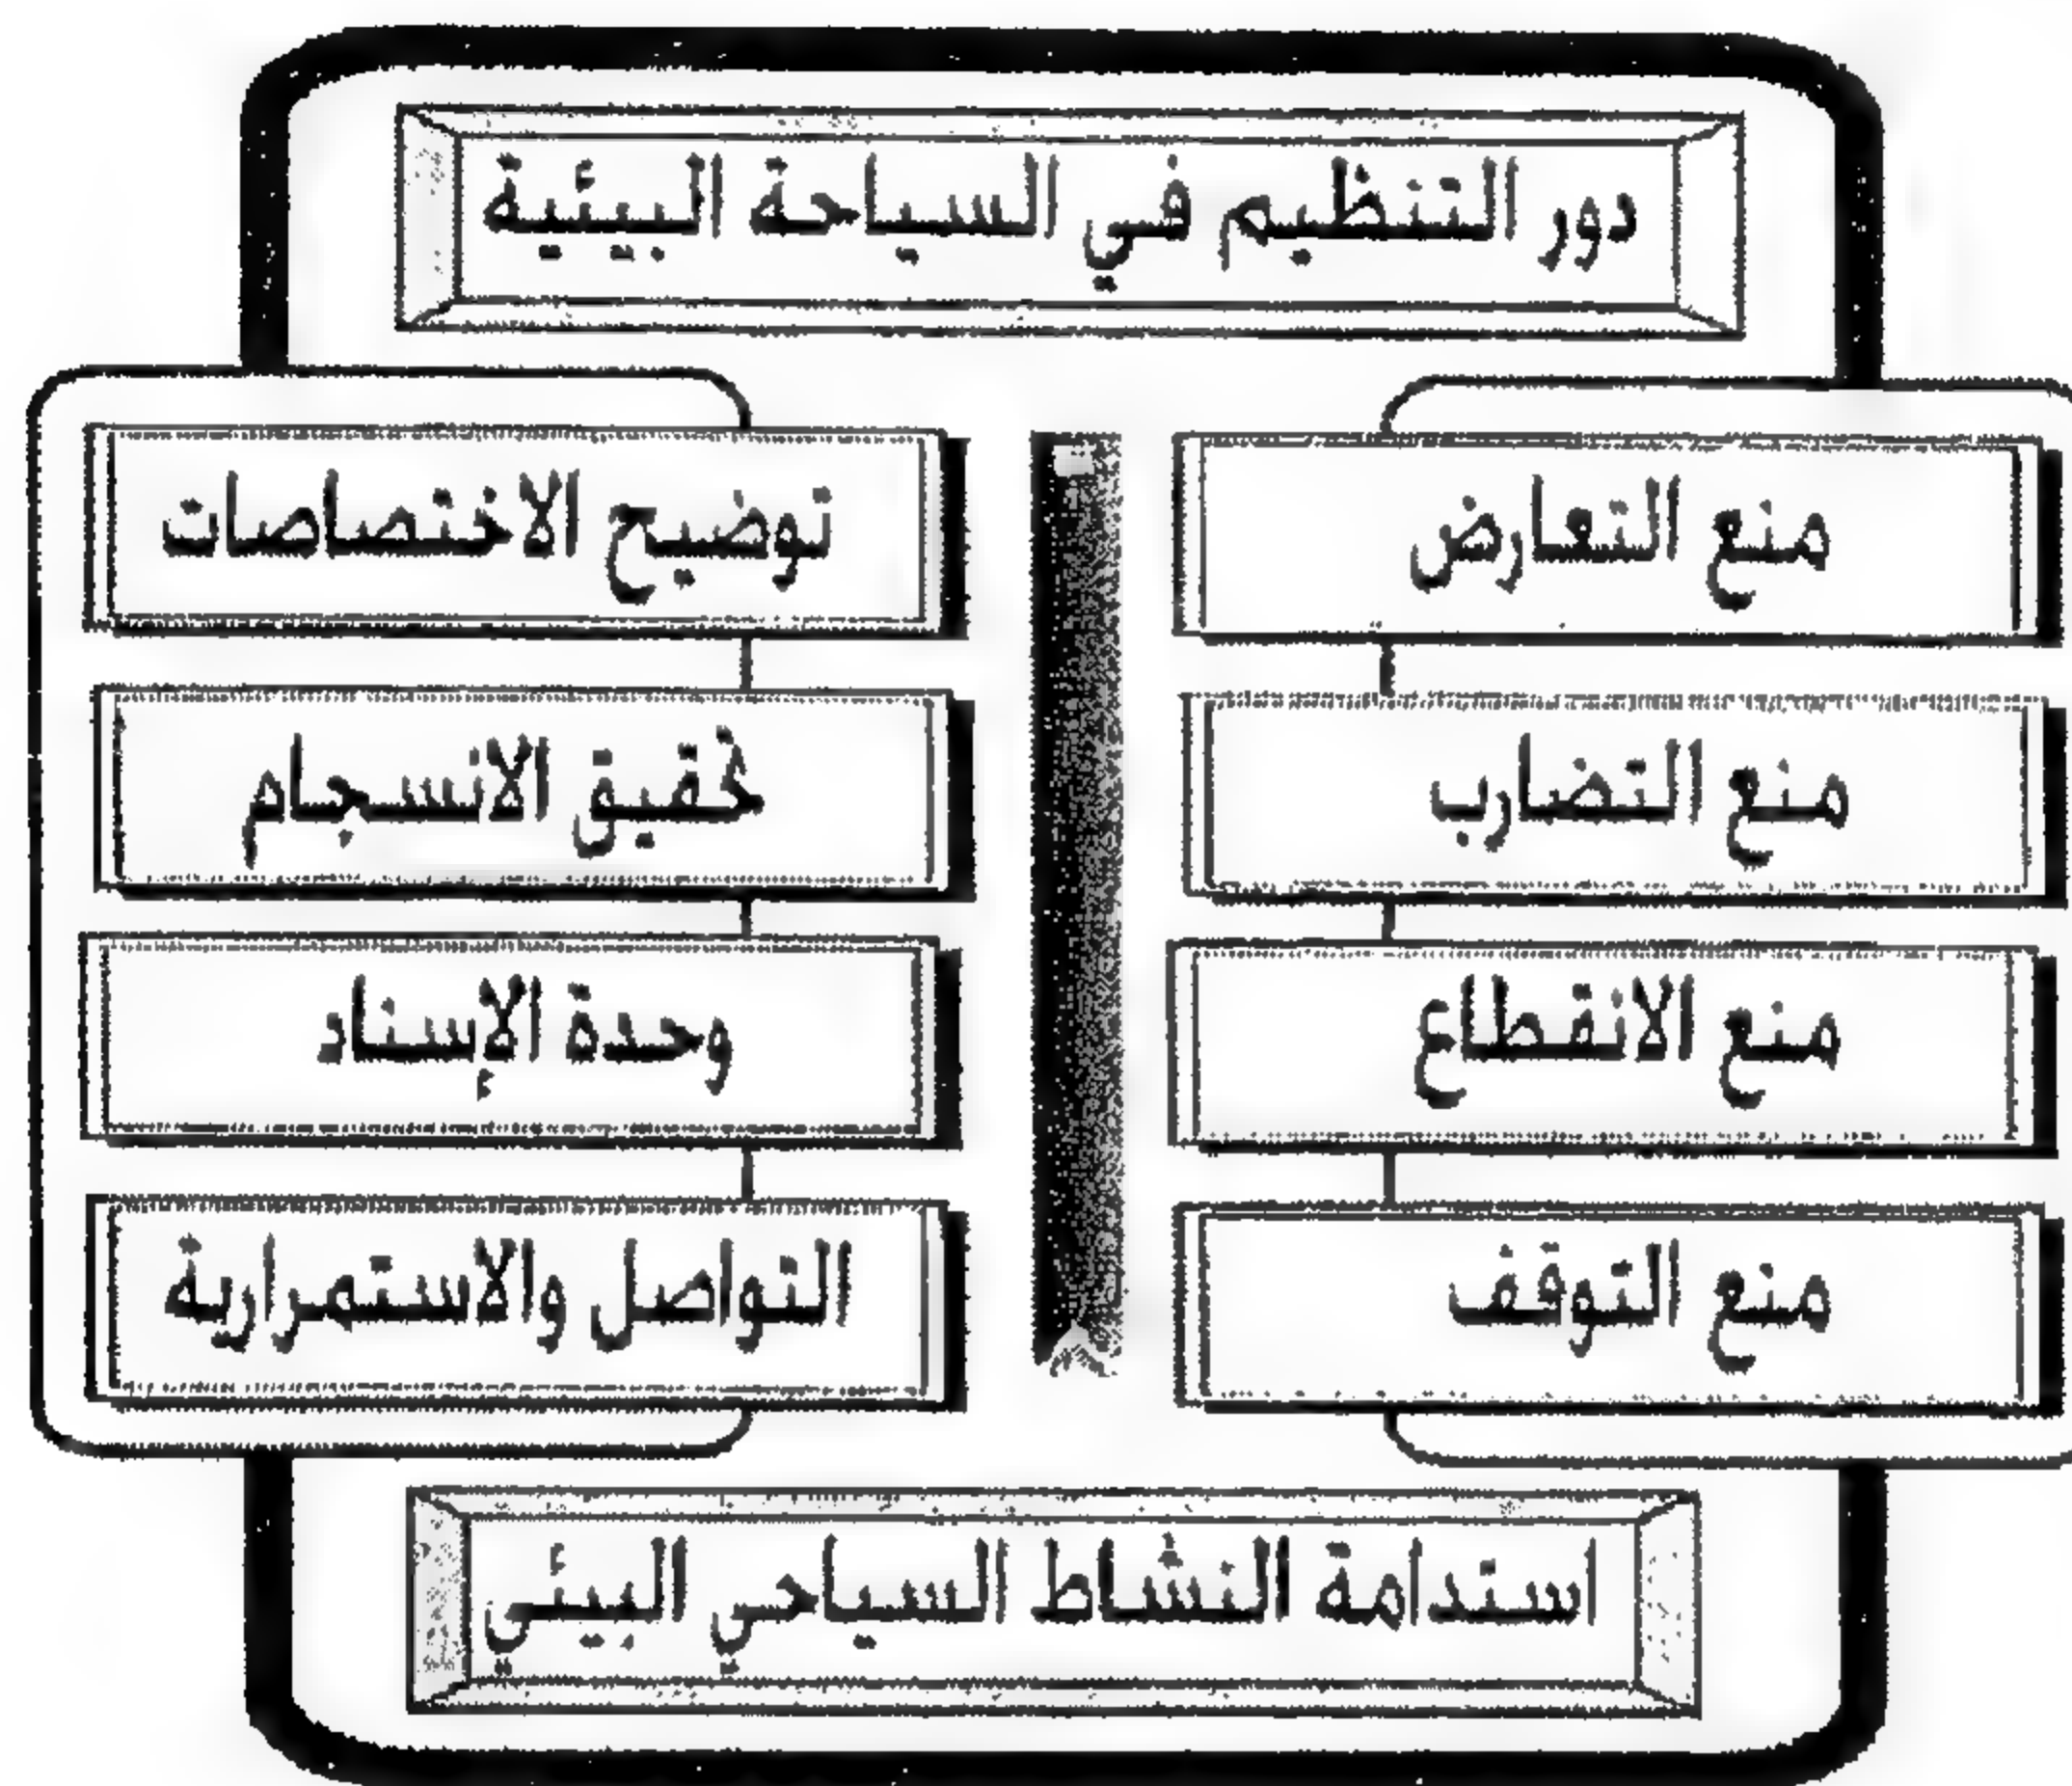 دور التنظيم في السياحة البيئية
منع التعارض
توضيح الاختصاصات
منع التضارب
تحقيق الانسجام
منع الانقطاع
وحدة الإسناد
منع التوقف
التواصل والاستمرارية
استدامة النشاط السياحي البيئي